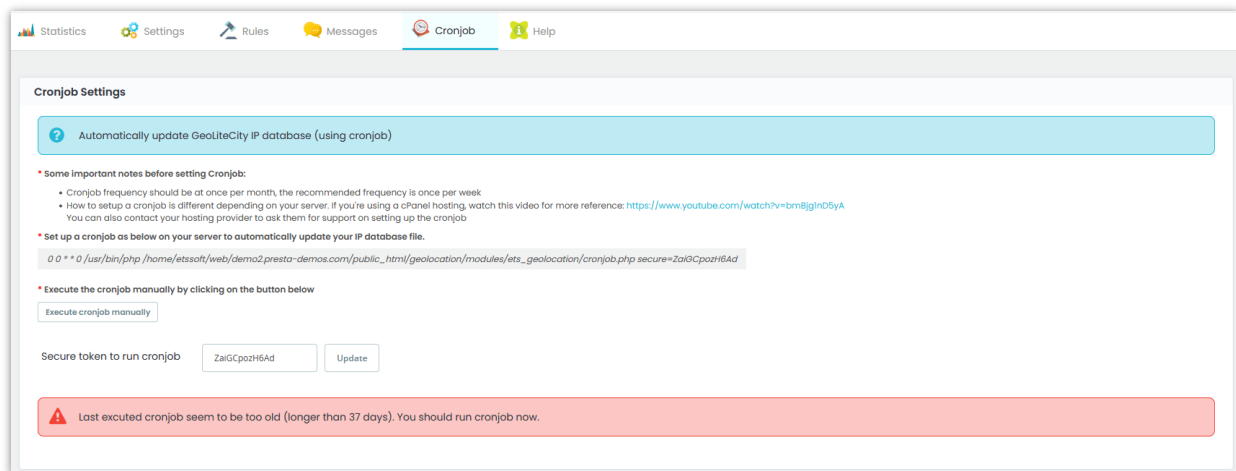 Statistics Settings Rules Messages Cronjob Help
Cronjob Settings
Automatically update GeoLiteCity IP database (using cronjob)
* Some important notes before setting Cronjob:
• Cronjob frequency should be at once per month, the recommended frequency is once per week
• How to setup a cronjob is different depending on your server. If you're using a cPanel hosting, watch this video for more reference: https://www.youtube.com/watch?v=bmBjg1nD5yA
You can also contact your hosting provider to ask them for support on setting up the cronjob
* Set up a cronjob as below on your server to automatically update your IP database file.
0 0 * * 0 /usr/bin/php /home/etssoft/web/demo2.presta-demos.com/public_html/geolocation/modules/ets_geolocation/cronjob.php secure=ZaiGCpozH6Ad
* Execute the cronjob manually by clicking on the button below
Execute cronjob manually
Secure token to run cronjob ZaiGCpozH6Ad Update
Last excuted cronjob seem to be too old (longer than 37 days). You should run cronjob now.